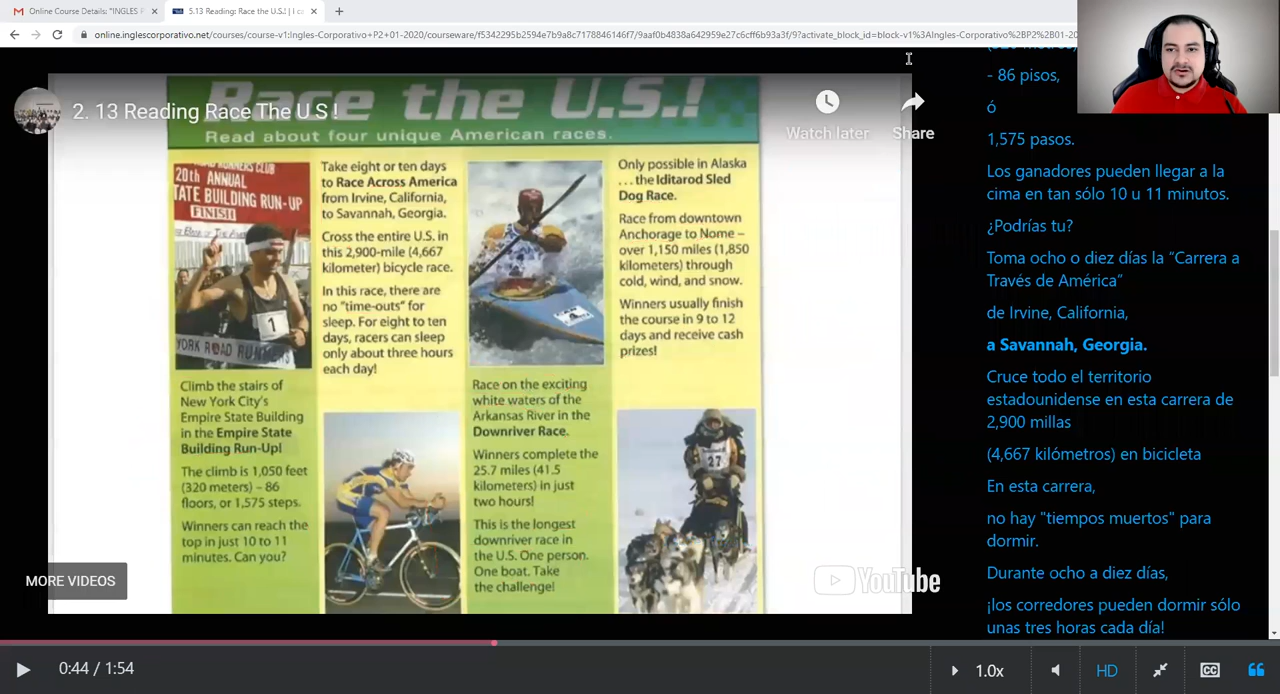 Online Course Details: "INGLES P
5.13 Reading: Race the U.S.! | I c
online.inglescorporativo.net/courses/course-v1:Ingles-Corporativo+P2+01-2020/courseware/f5342295b2594e7b9a8c7178846146f7/9aaf0b4838a642959e27c6cff6b93a3f/9?activate_block_id=block-v1%3AIngles-Corporativo%2BP2%2B01-20
2. 13 Reading Race The U S !
Watch later
Share
Race the U.S.!
Read about four unique American races.
20th ANNUAL
TATE BUILDING RUN-UP
FINISH
1
YORK ROAD RUNNERS
Climb the stairs of
New York City's
Empire State Building
in the Empire State
Building Run-Up!
The climb is 1,050 feet
(320 meters) – 86
floors, or 1,575 steps.
Winners can reach the
top in just 10 to 11
minutes. Can you?
Take eight or ten days
to Race Across America
from Irvine, California,
to Savannah, Georgia.
Cross the entire U.S. in
this 2,900-mile (4,667
kilometer) bicycle race.
In this race, there are
no "time-outs" for
sleep. For eight to ten
days, racers can sleep
only about three hours
each day!
Race on the exciting
white waters of the
Arkansas River in the
Downriver Race.
Winners complete the
25.7 miles (41.5
kilometers) in just
two hours!
This is the longest
downriver race in
the U.S. One person.
One boat. Take
the challenge!
Only possible in Alaska
. . . the Iditarod Sled
Dog Race.
Race from downtown
Anchorage to Nome –
over 1,150 miles (1,850
kilometers) through
cold, wind, and snow.
Winners usually finish
the course in 9 to 12
days and receive cash
prizes!
27
MORE VIDEOS
YouTube
- 86 pisos,
ó
1,575 pasos.
Los ganadores pueden llegar a la
cima en tan sólo 10 u 11 minutos.
¿Podrías tu?
Toma ocho o diez días la "Carrera a
Través de América"
de Irvine, California,
a Savannah, Georgia.
Cruce todo el territorio
estadounidense en esta carrera de
2,900 millas
(4,667 kilómetros) en bicicleta
En esta carrera,
no hay "tiempos muertos" para
dormir.
Durante ocho a diez días,
¡los corredores pueden dormir sólo
unas tres horas cada día!
0:44 / 1:54
1.0x
HD
CC